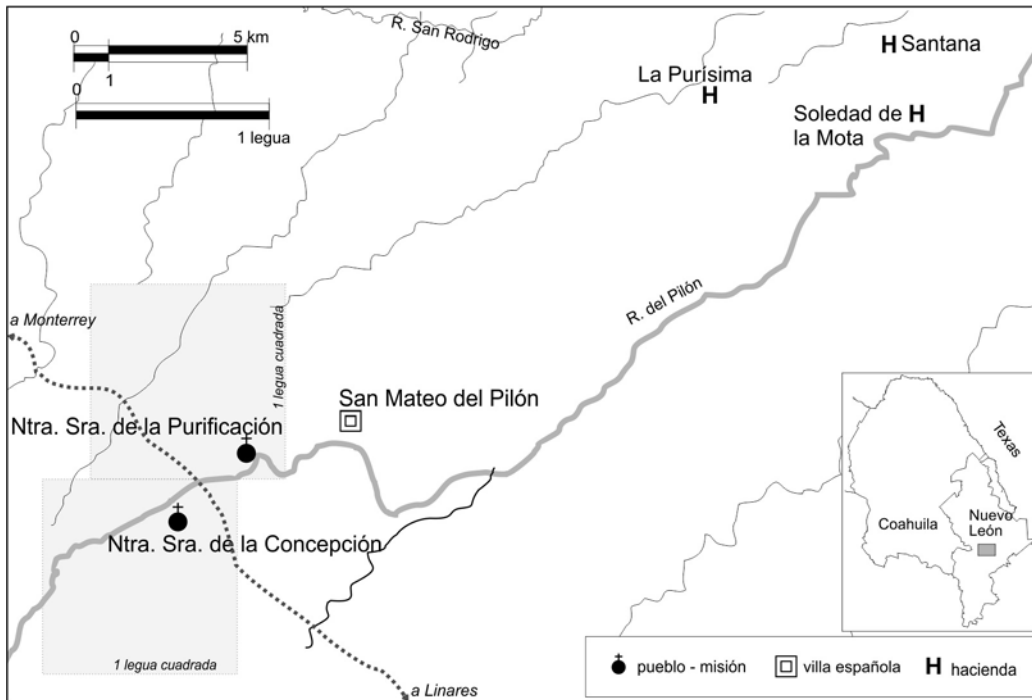 0
5 km
1
0
1 legua
R. San Rodrigo
H Santana
La Purísima
H
Soledad de H
la Mota
R. del Pilón
a Monterrey
1 legua cuadrada
San Mateo del Pilón
Ntra. Sra. de la Purificación
Ntra. Sra. de la Concepción
1 legua cuadrada
a Linares
Texas
Coahuila
Nuevo
León
pueblo - misión
villa española
H hacienda